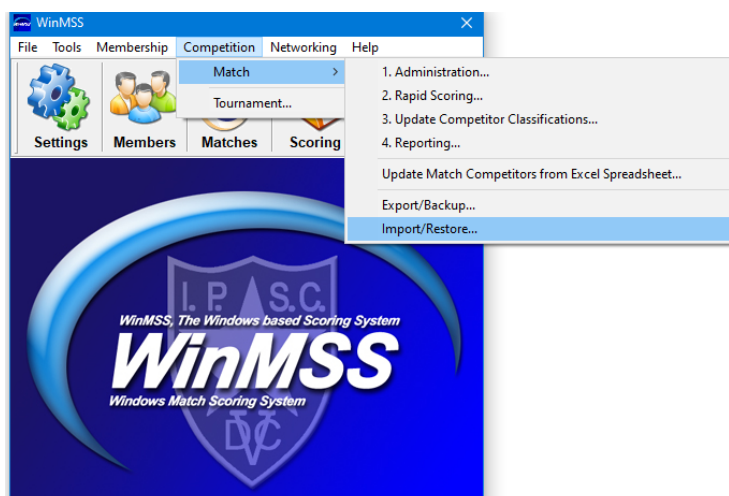 WinMSS
File Tools Membership Competition Networking Help
Match
Tournament...
1. Administration...
2. Rapid Scoring...
3. Update Competitor Classifications...
4. Reporting...
Update Match Competitors from Excel Spreadsheet...
Export/Backup...
Import/Restore...
Settings Members Matches Scoring
I. P. S. C.
WinMSS, The Windows based Scoring System
WinMSS
Windows Match Scoring System
DVC